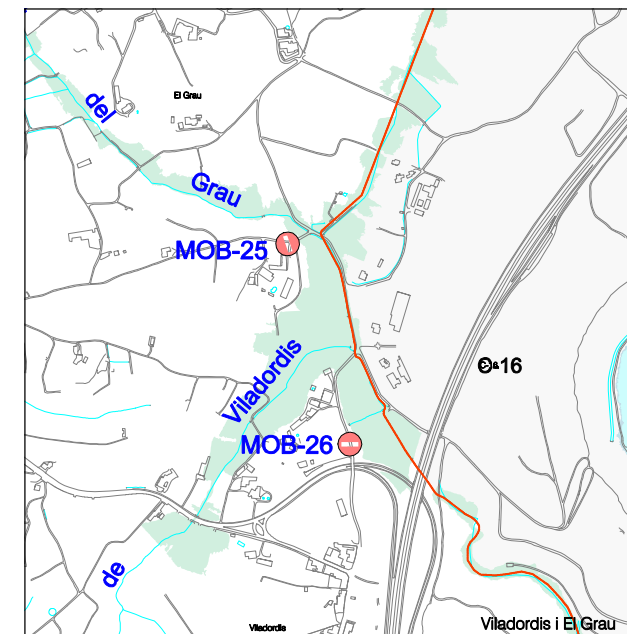 El Grau
del
Grau
MOB-25
Viladordis
16
MOB-26
de
Viladordis
Viladordis i El Grau